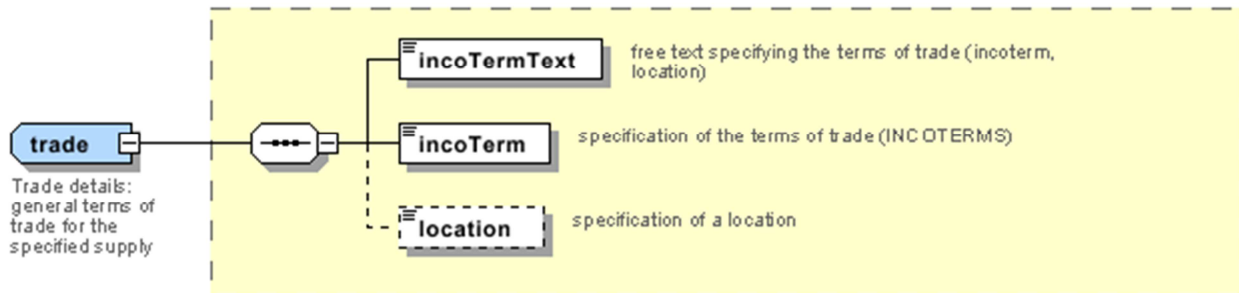 incoTermText
free text specifying the terms of trade (incoterm,
location)
trade
incoTerm
specification of the terms of trade (INCOTERMS)
Trade details:
general terms of
trade for the
specified supply
location
specification of a location